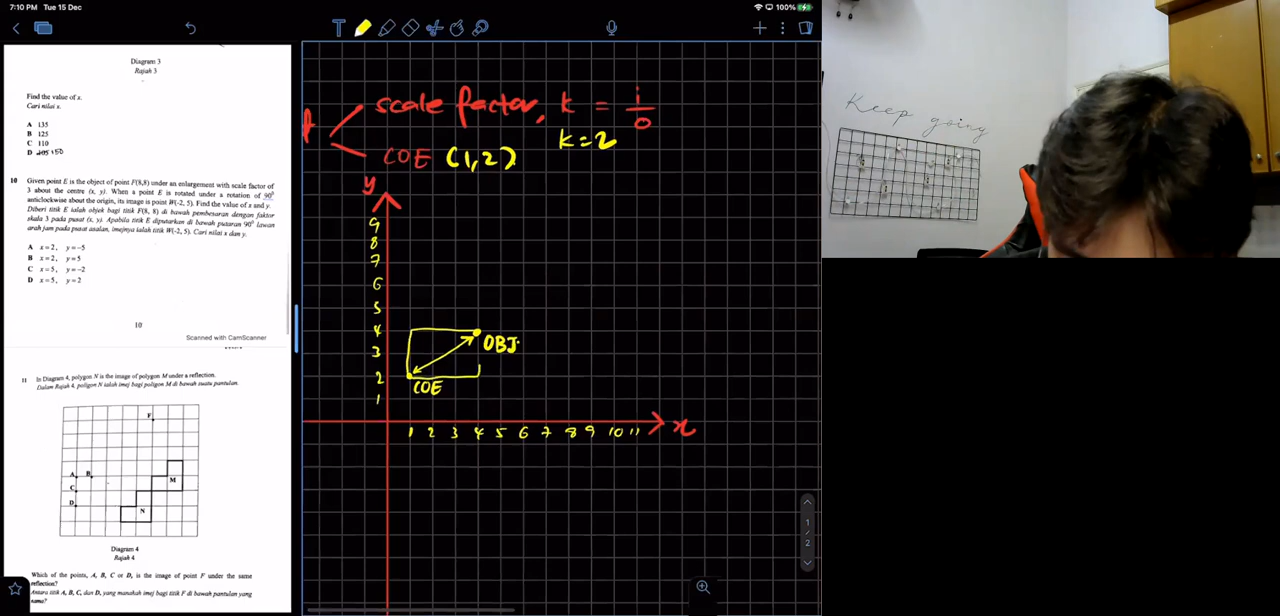 7:10 PM Tue 15 Dec
100%
Diagram 3
Rajah 3
Find the value of x.
Cari nilai x.
A 135
B 125
C 110
D 150
10 Given point E is the object of point F(8,8) under an enlargement with scale factor of
3 about the centre (x, y). When a point E is rotated under a rotation of 90°
anticlockwise about the origin, its image is point W(-2, 5). Find the value of x and y.
Diberi titik E ialah objek bagi titik F(8, 8) di bawah pembesaran dengan faktor
skala 3 pada pusat (x, y). Apabila titik E diputarkan di bawah putaran 90° lawan
arah jam pada pusat asalan, imejnya ialah titik W(-2, 5). Cari nilai x dan y.
A x=2, y=-5
B x=2, y=5
C x=5, y=-2
D x=5, y=2
10
Scanned with CamScanner
11 In Diagram 4, polygon N is the image of polygon M under a reflection.
Dalam Rajah 4, poligon N ialah imej bagi poligon M di bawah suatu pantulan.
F
A B
M
C
D
N
Diagram 4
Rajah 4
Which of the points, A, B, C or D, is the image of point F under the same
reflection?
Antara titik A, B, C, dan D, yang manakah imej bagi titik F di bawah pantulan yang
sama?
scale factor, k = i/o
k=2
COE (1,2)
y
9
8
7
6
5
4
3
2
1
OBJ
COE
1 2 3 4 5 6 7 8 9 10 11 x
1
2
Keep going